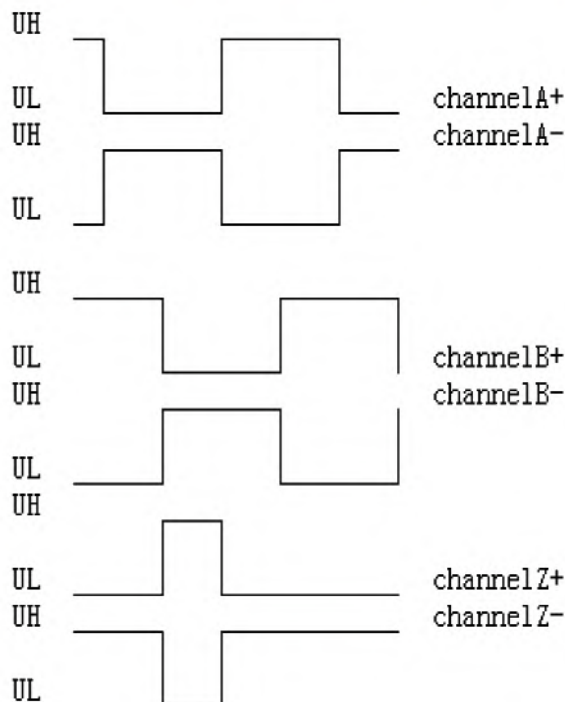 UH
UL channelA+
UH channelA-
UL
UH
UL channelB+
UH channelB-
UL
UH
UL channelZ+
UH channelZ-
UL